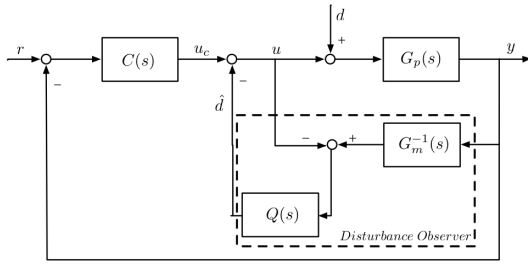 d
r
C(s)
u_c
u
+
G_p(s)
y
−
−
d̂
−
+
G_m^{-1}(s)
Q(s)
Disturbance Observer